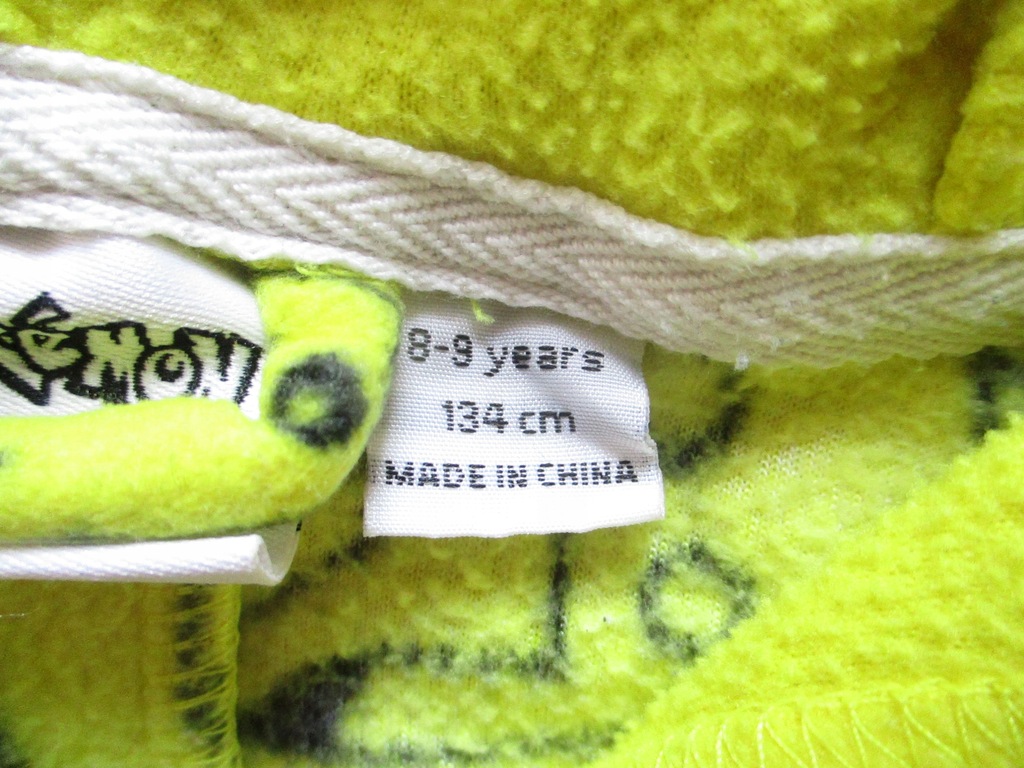 8-9 years
134 cm
MADE IN CHINA